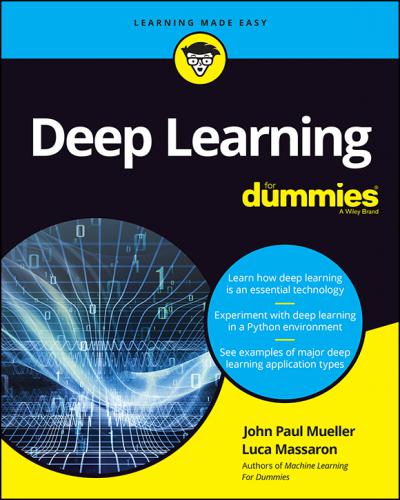 LEARNING MADE EASY
Deep Learning
for
dummies®
A Wiley Brand
Learn how deep learning
is an essential technology
Experiment with deep learning
in a Python environment
See examples of major deep
learning application types
John Paul Mueller
Luca Massaron
Authors of Machine Learning
For Dummies